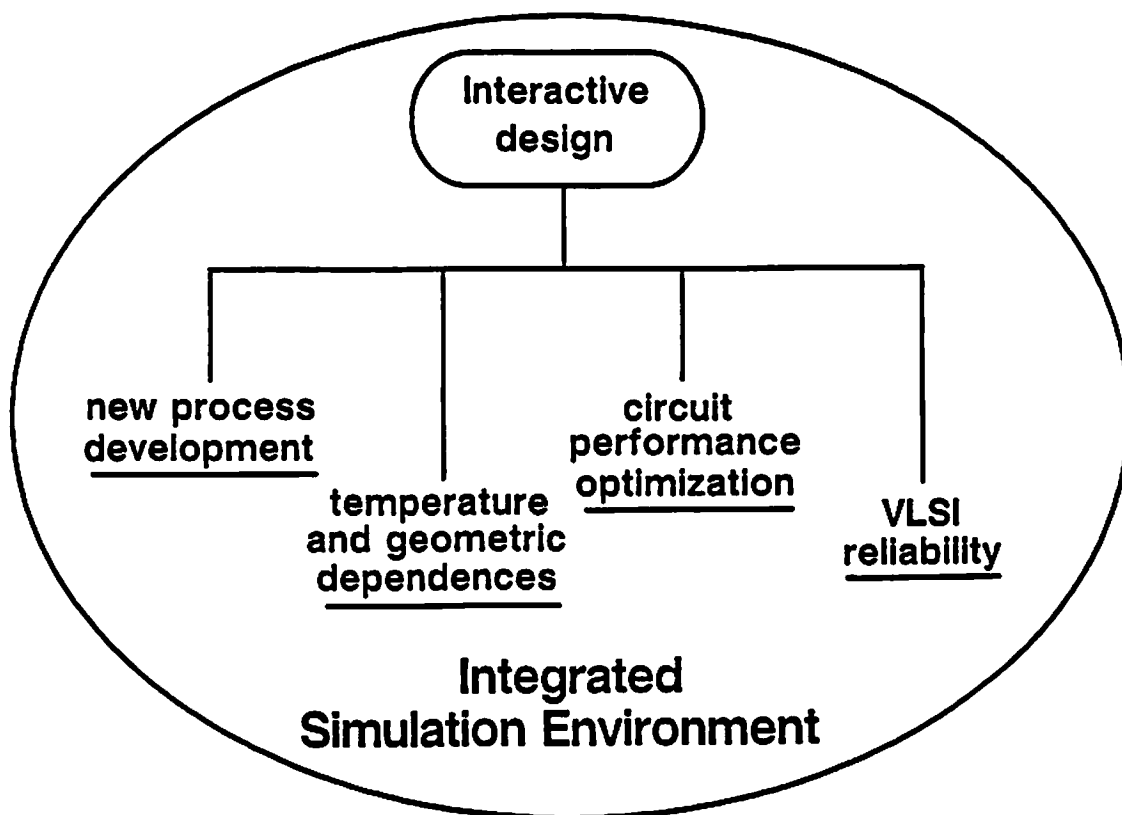 Interactive
design
new process
development
temperature
and geometric
dependences
circuit
performance
optimization
VLSI
reliability
Integrated
Simulation Environment